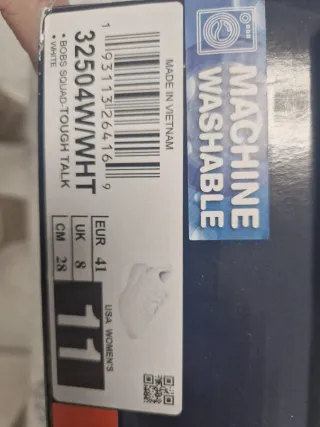 MADE IN VIETNAM
1 93113 26416 9
32504W/WHT
• BOBS SQUAD-TOUGH TALK
• WHITE
EUR 41
UK 8
CM 28
USA WOMEN'S
11
MACHINE
WASHABLE